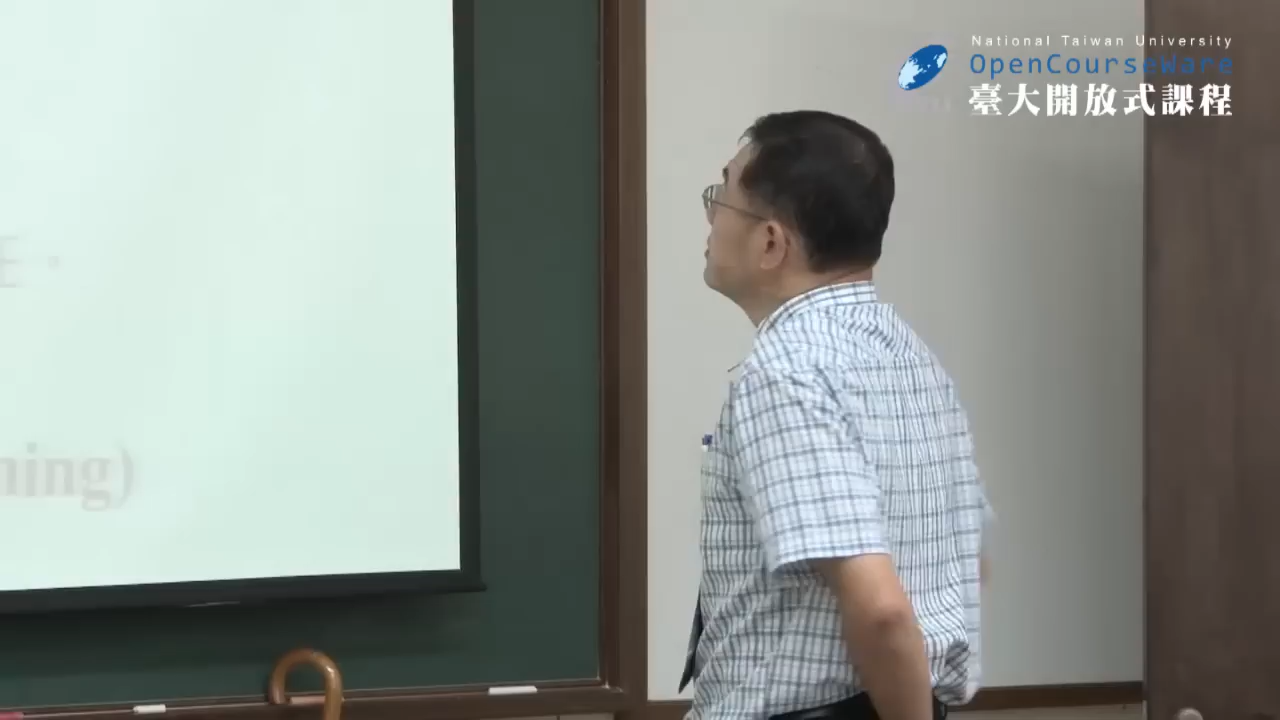 National Taiwan University
OpenCourseWare
臺大開放式課程
ning)